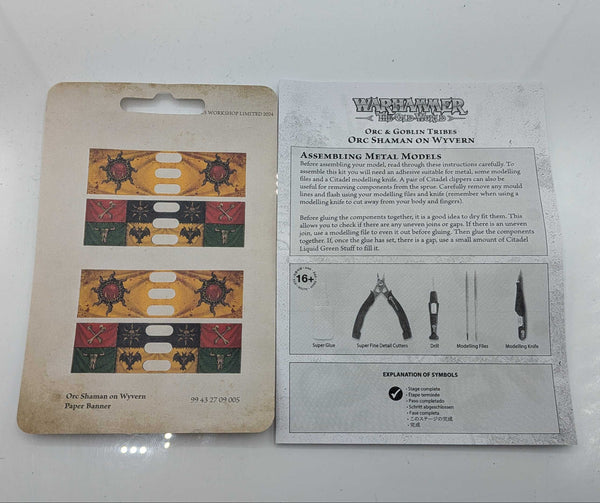 WORKSHOP LIMITED 2024
Orc Shaman on Wyvern
Paper Banner
99 43 27 09 005
WARHAMMER
THE OLD WORLD
Orc & Goblin Tribes
Orc Shaman on Wyvern
Assembling Metal Models
Before assembling your model, read through these instructions carefully. To
assemble this kit you will need an adhesive suitable for metal, some modelling
files and a Citadel modelling knife. A pair of Citadel clippers can also be
useful for removing components from the sprue. Carefully remove any mould
lines and flash using your modelling files and knife (remember when using a
modelling knife to cut away from your body and fingers).
Before gluing the components together, it is a good idea to dry fit them. This
allows you to check if there are any uneven joins or gaps. If there is an uneven
join, use a modelling file to even it out before gluing. Then glue the components
together. If, once the glue has set, there is a gap, use a small amount of Citadel
Liquid Green Stuff to fill it.
16+
Super Glue
Super Fine Detail Cutters
Drill
Modelling Files
Modelling Knife
EXPLANATION OF SYMBOLS
- Stage complete
- Étape terminée
- Paso completado
- Schritt abgeschlossen
- Fase completa
- このステージの完成
- 完成